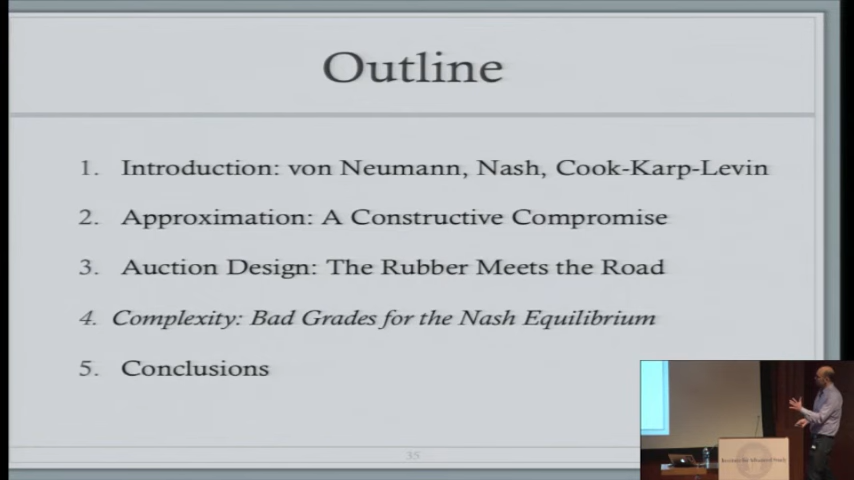 Outline
1. Introduction: von Neumann, Nash, Cook-Karp-Levin
2. Approximation: A Constructive Compromise
3. Auction Design: The Rubber Meets the Road
4. Complexity: Bad Grades for the Nash Equilibrium
5. Conclusions
35